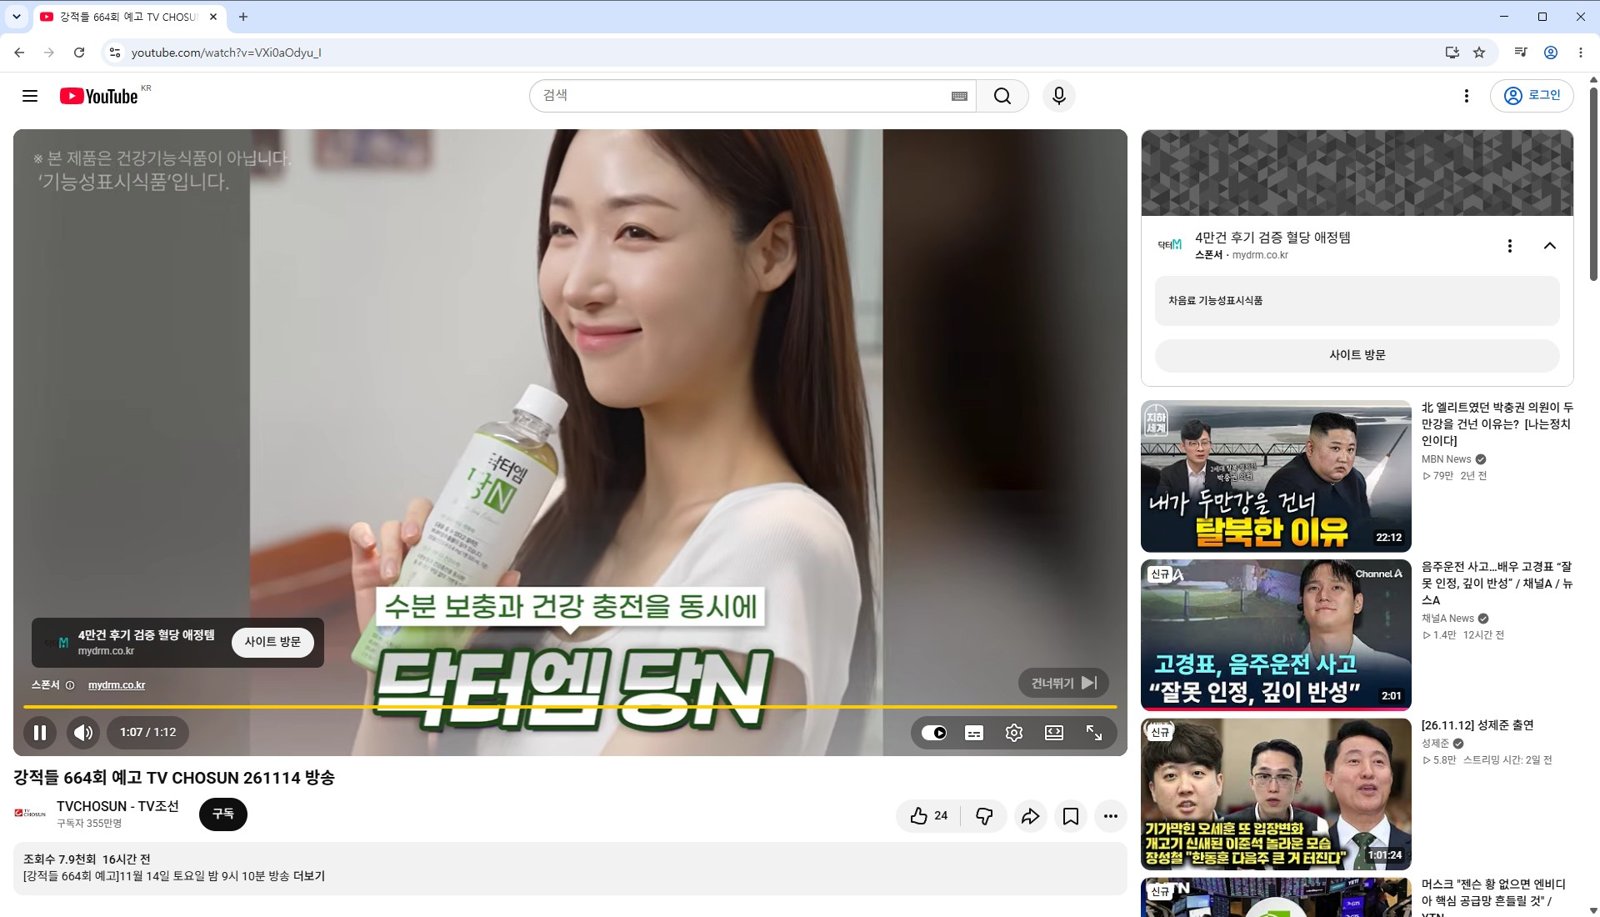 강적들 664회 예고 TV CHOSU
youtube.com/watch?v=VXi0aOdyu_I
YouTube KR
검색
로그인
※ 본 제품은 건강기능식품이 아닙니다.
‘기능성표시식품’입니다.
닥터엠
당N
수분 보충과 건강 충전을 동시에
닥터엠 당N
4만건 후기 검증 혈당 애정템
mydrm.co.kr
사이트 방문
스폰서
mydrm.co.kr
건너뛰기
1:07 / 1:12
강적들 664회 예고 TV CHOSUN 261114 방송
TV CHOSUN
TVCHOSUN - TV조선
구독자 355만명
구독
24
조회수 7.9천회 16시간 전
[강적들 664회 예고]11월 14일 토요일 밤 9시 10분 방송 더보기
닥터M
4만건 후기 검증 혈당 애정템
스폰서 · mydrm.co.kr
차음료 기능성표시식품
사이트 방문
지하
세계
박충권 의원
내가 두만강을 건너
탈북한 이유
22:12
北 엘리트였던 박충권 의원이 두
만강을 건넌 이유는? [나는정치
인이다]
MBN News
79만 2년 전
신규
Channel A
고경표, 음주운전 사고
“잘못 인정, 깊이 반성”
2:01
음주운전 사고...배우 고경표 “잘
못 인정, 깊이 반성” / 채널A / 뉴
스A
채널A News
1.4만 12시간 전
신규
기가막힌 오세훈 또 입장변화
개고기 신새된 이준석 놀라운 모습
장성철 "한동훈 다음주 큰 거 터진다"
1:01:24
[26.11.12] 성제준 출연
성제준
5.8만 스트리밍 시간: 2일 전
신규
머스크 "젠슨 황 없으면 엔비디
아 핵심 공급망 흔들릴 것" /
YTN